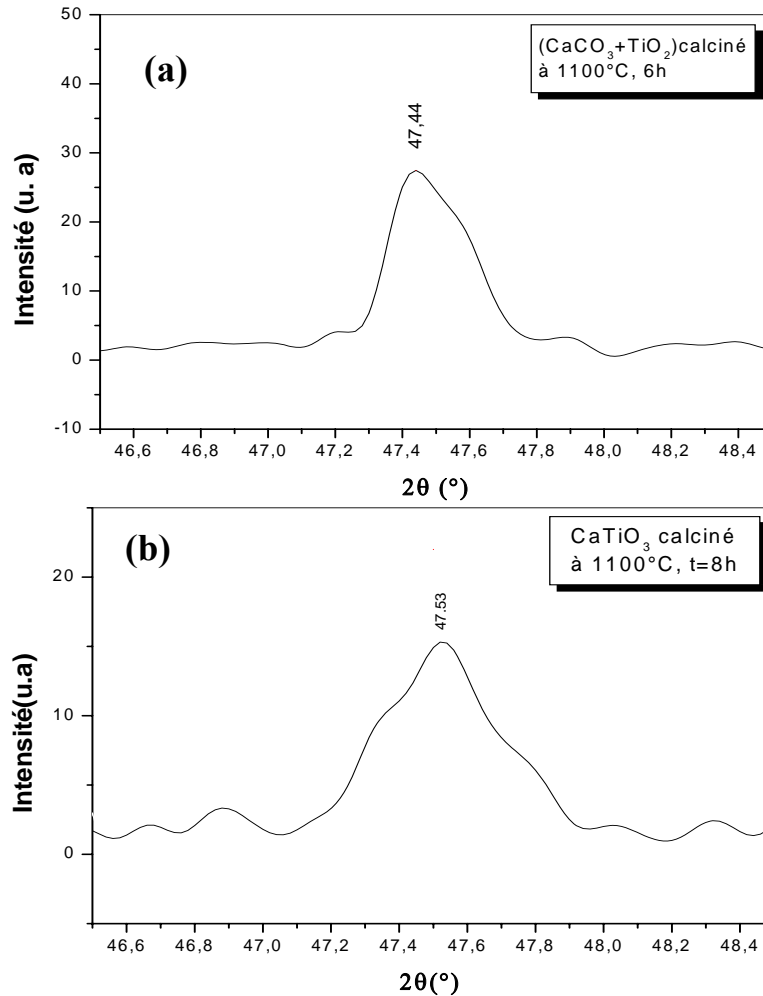 (a)
(CaCO3+TiO2)calciné
à 1100°C, 6h
47,44
Intensité (u. a)
50
40
30
20
10
0
-10
46,6 46,8 47,0 47,2 47,4 47,6 47,8 48,0 48,2 48,4
2θ (°)
(b)
CaTiO3 calciné
à 1100°C, t=8h
47.53
Intensité(u.a)
20
10
0
46,6 46,8 47,0 47,2 47,4 47,6 47,8 48,0 48,2 48,4
2θ(°)